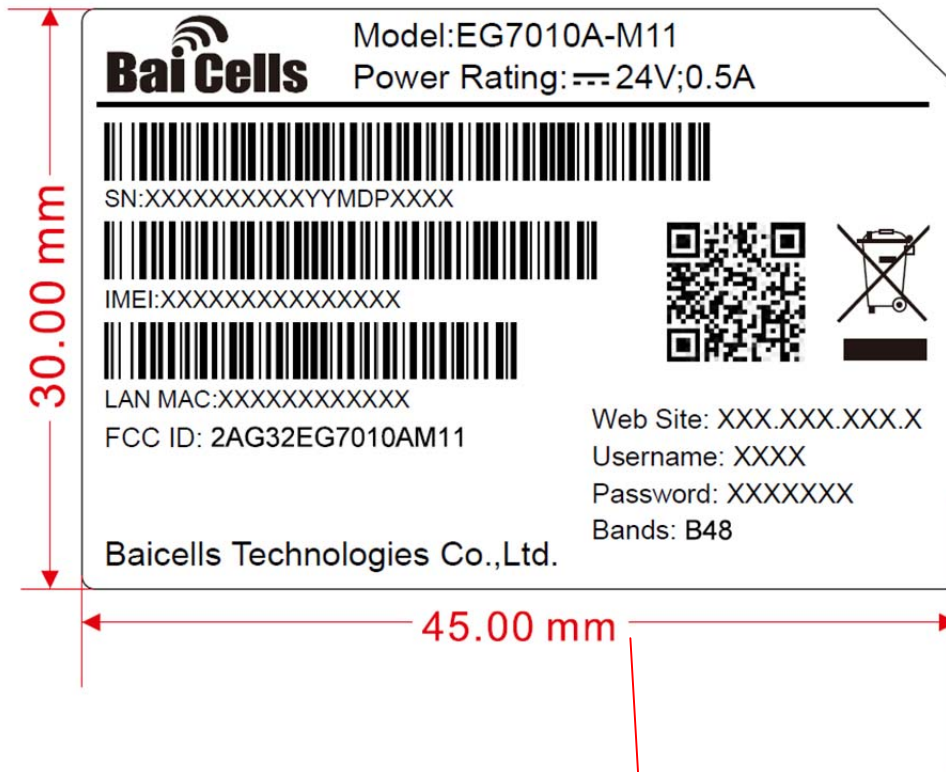 Bai Cells
Model:EG7010A-M11
Power Rating: 24V;0.5A
SN:XXXXXXXXXXYYMDPXXXX
IMEI:XXXXXXXXXXXXXXX
LAN MAC:XXXXXXXXXXXX
FCC ID: 2AG32EG7010AM11
Web Site: XXX.XXX.XXX.X
Username: XXXX
Password: XXXXXXX
Bands: B48
Baicells Technologies Co.,Ltd.
30.00 mm
45.00 mm